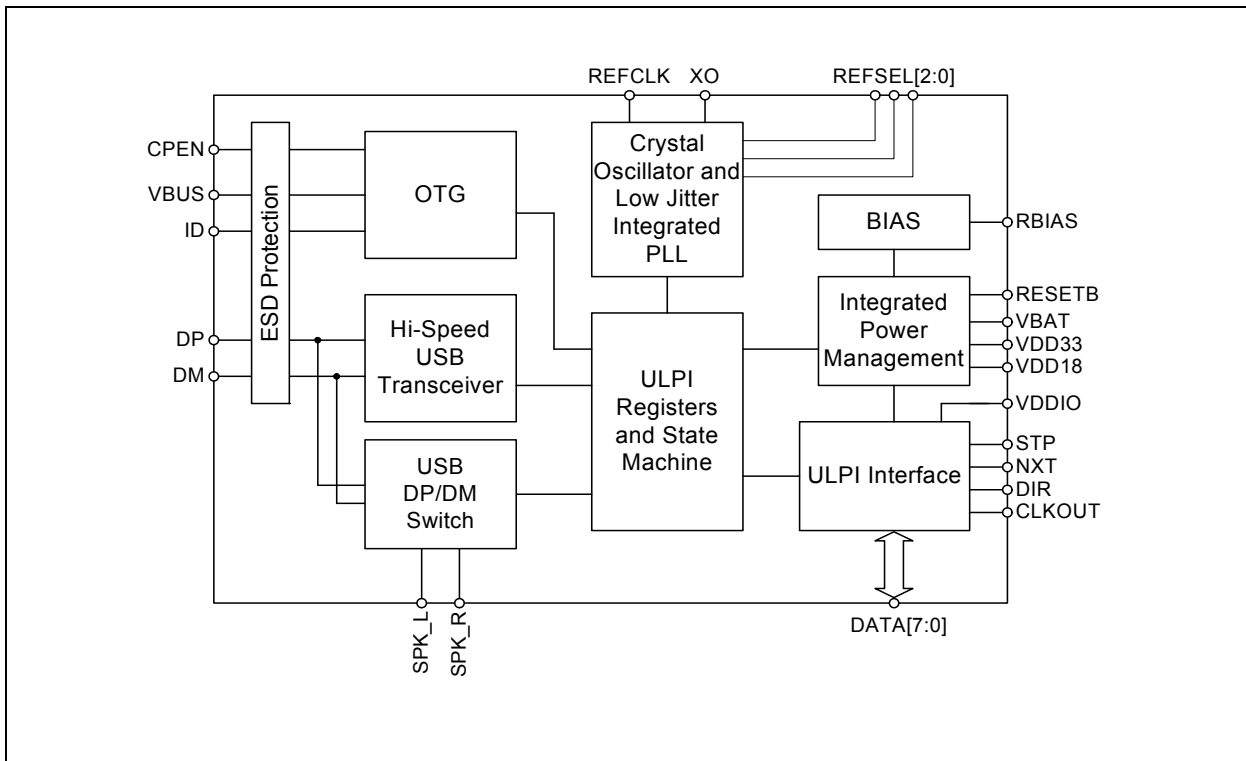 REFCLK
XO
REFSEL[2:0]
CPEN
VBUS
ID
DP
DM
ESD Protection
OTG
Hi-Speed
USB
Transceiver
USB
DP/DM
Switch
SPK_L
SPK_R
Crystal
Oscillator and
Low Jitter
Integrated
PLL
ULPI
Registers
and State
Machine
BIAS
Integrated
Power
Management
ULPI Interface
RBIAS
RESETB
VBAT
VDD33
VDD18
VDDIO
STP
NXT
DIR
CLKOUT
DATA[7:0]